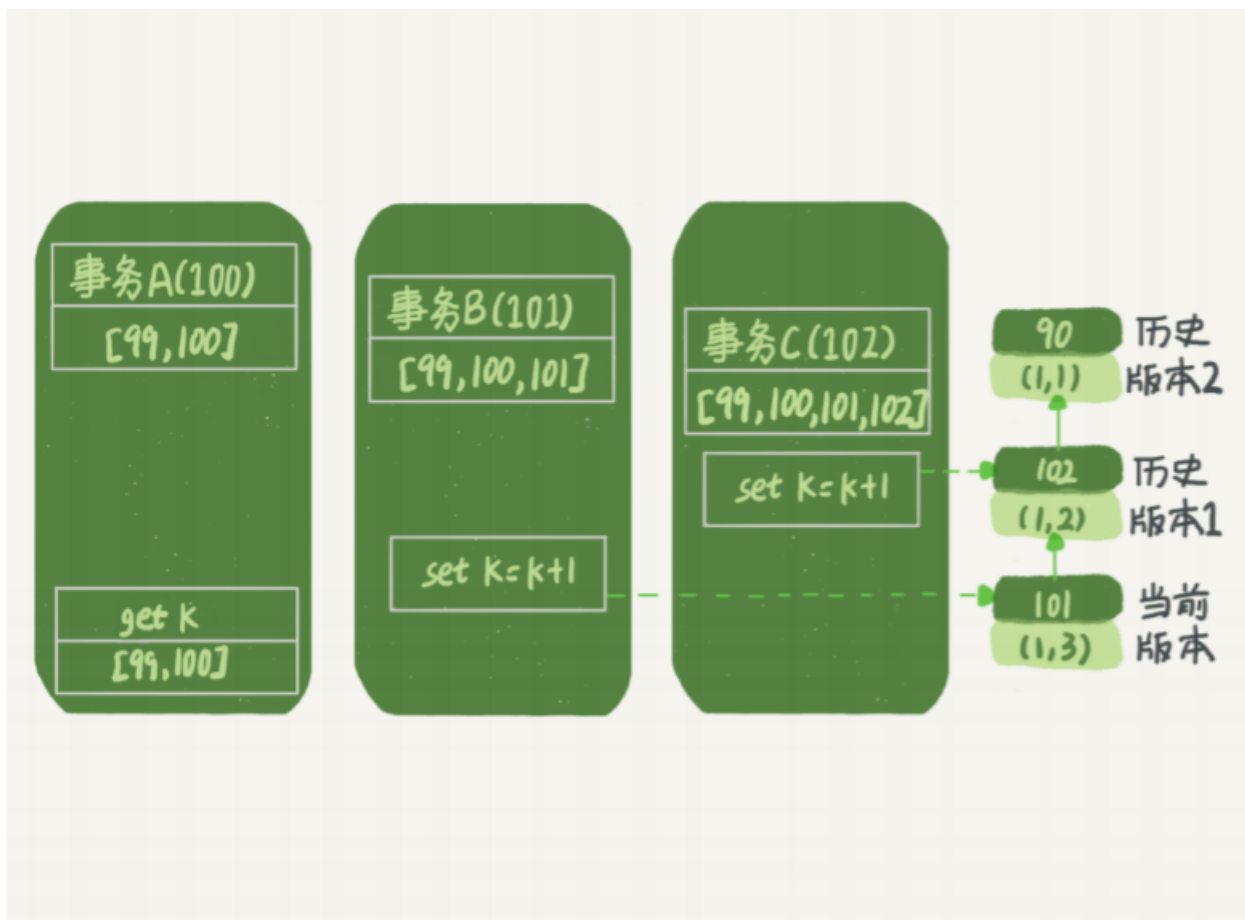 事务A(100)
[99,100]
get k
[99,100]
事务B(101)
[99,100,101]
set k=k+1
事务C(102)
[99,100,101,102]
set k=k+1
90
(1,1)
历史
版本2
102
(1,2)
历史
版本1
101
(1,3)
当前
版本